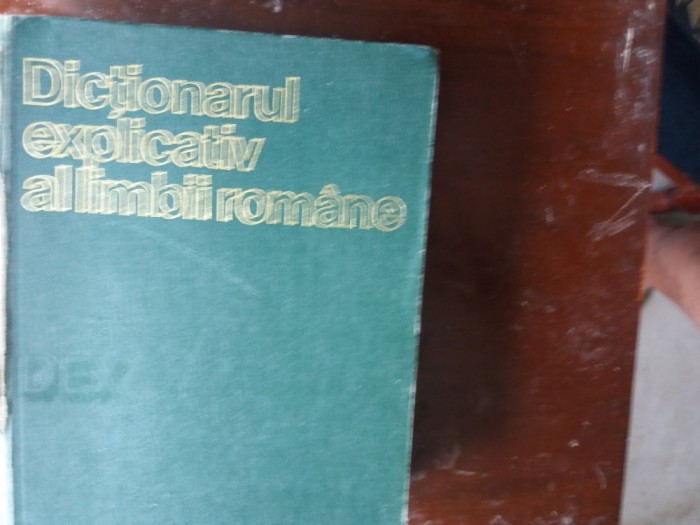 Dicționarul
explicativ
al limbii române
DEX